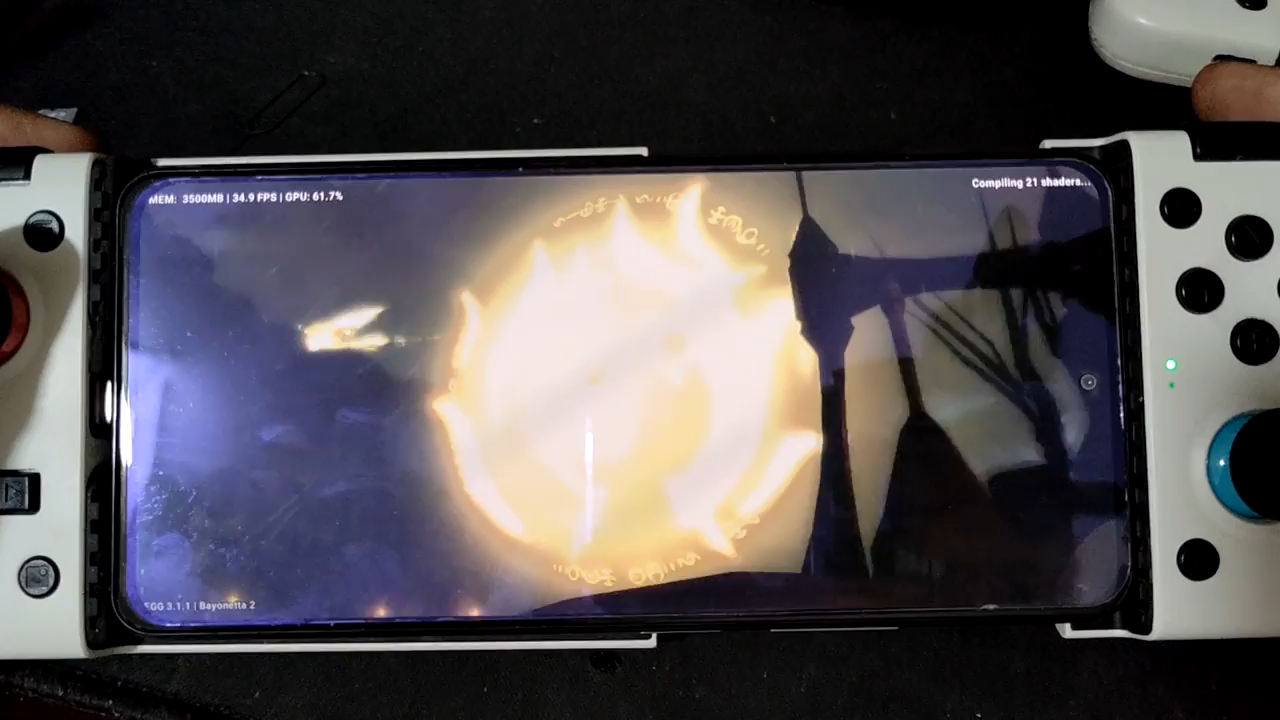 MEM: 3500MB | 34.9 FPS | GPU: 61.7%
Compiling 21 shaders...
EGG 3.1.1 | Bayonetta 2